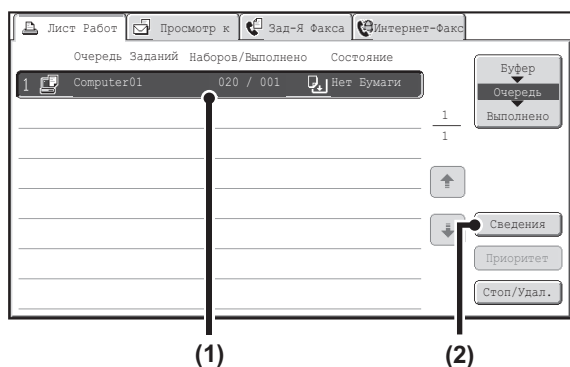 Лист Работ Просмотр к Зад-Я Факса Интернет-Факс
Очередь Заданий Наборов/Выполнено Состояние
1 Computer01 020 / 001 Нет Бумаги
Буфер
Очередь
Выполнено
1
1
Сведения
Приоритет
Стоп/Удал.
(1) (2)